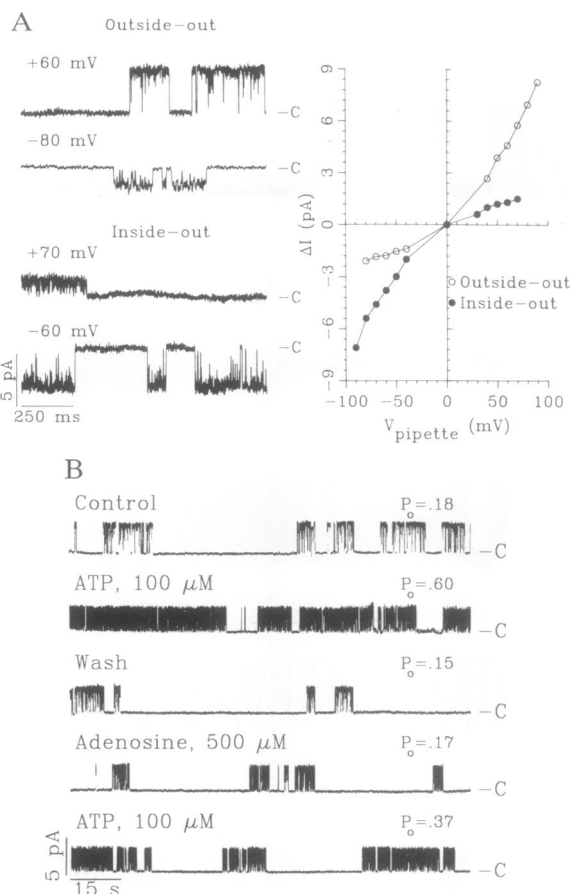 A
Outside-out
+60 mV
−C
−80 mV
−C
Inside-out
+70 mV
−C
−60 mV
−C
5 pA
250 ms
9
6
3
0
−3
−6
−9
ΔI (pA)
○ Outside-out
● Inside-out
−100 −50 0 50 100
Vpipette (mV)
B
Control Po=.18
−C
ATP, 100 μM Po=.60
−C
Wash Po=.15
−C
Adenosine, 500 μM Po=.17
−C
ATP, 100 μM Po=.37
−C
5 pA
15 s